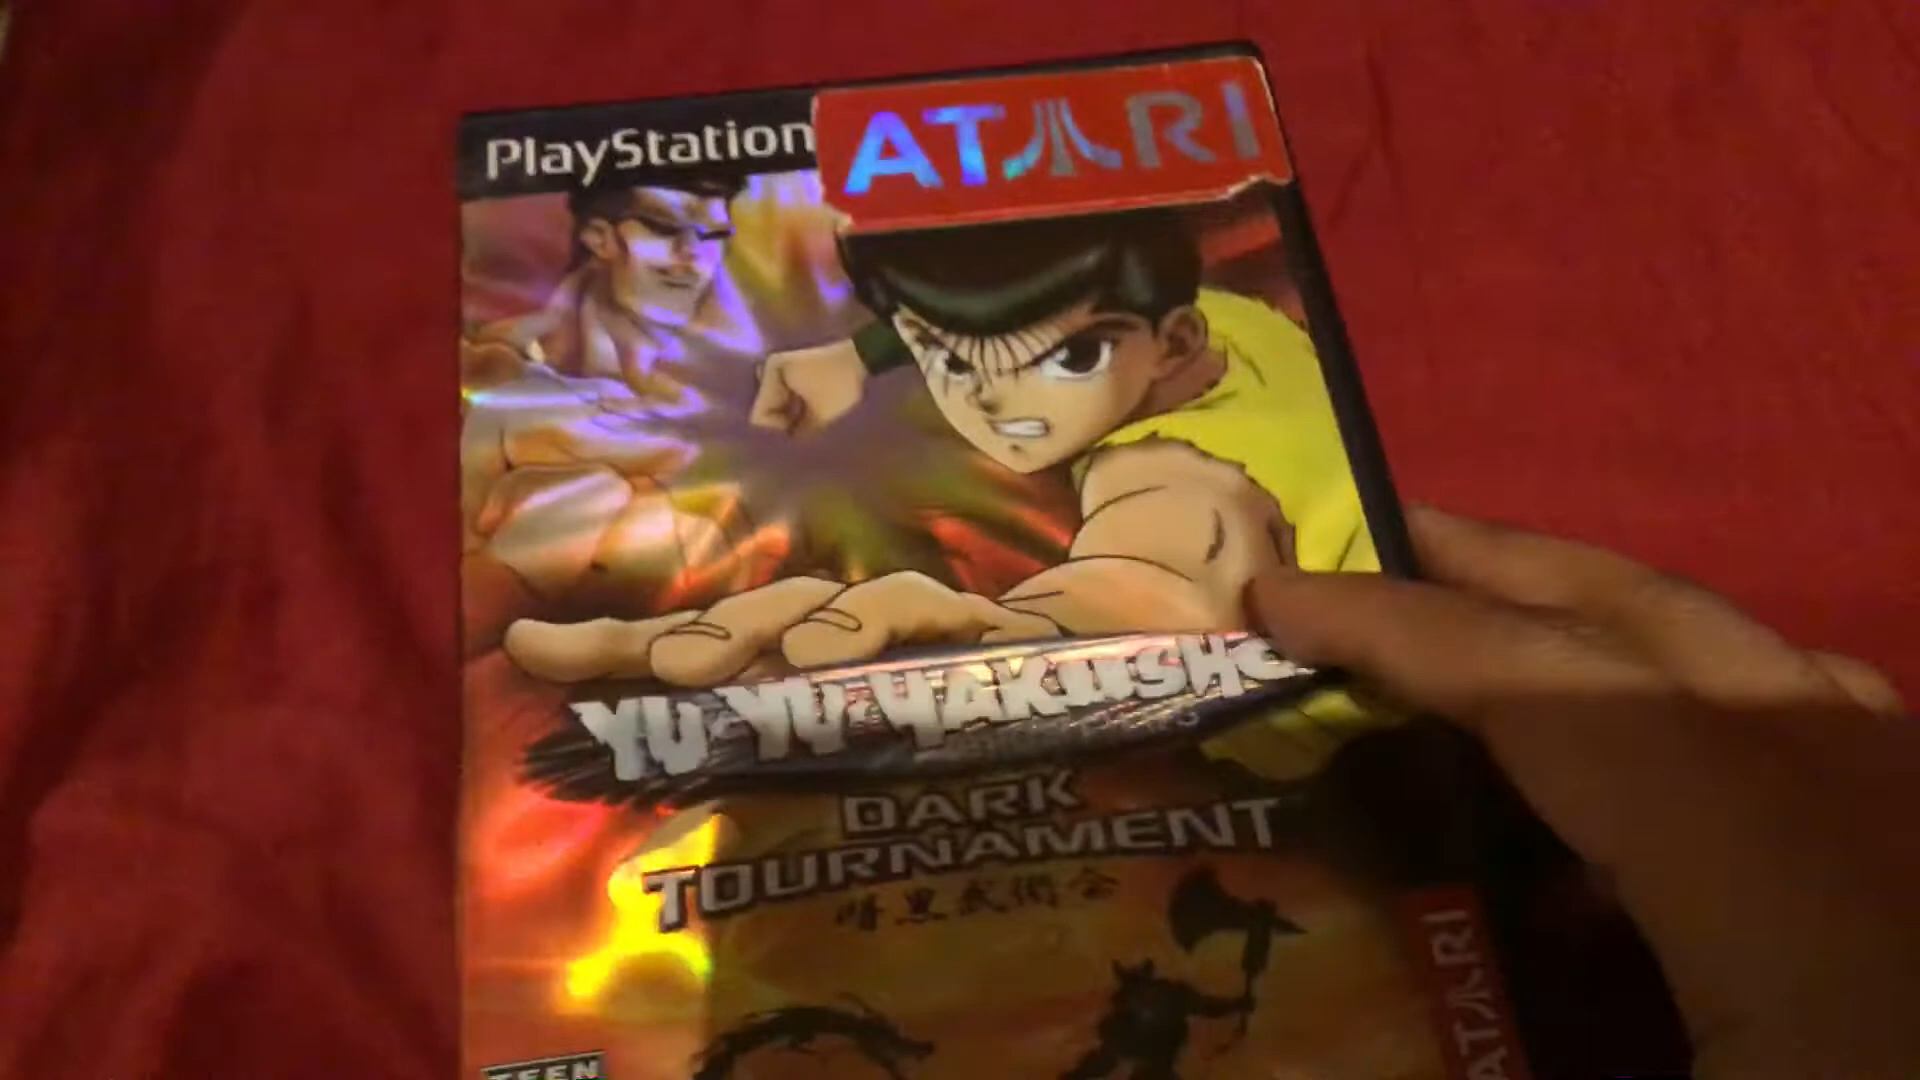 PlayStation
ATARI
YU YU HAKUSHO
DARK
TOURNAMENT
暗黒武術会
ATARI
TEEN